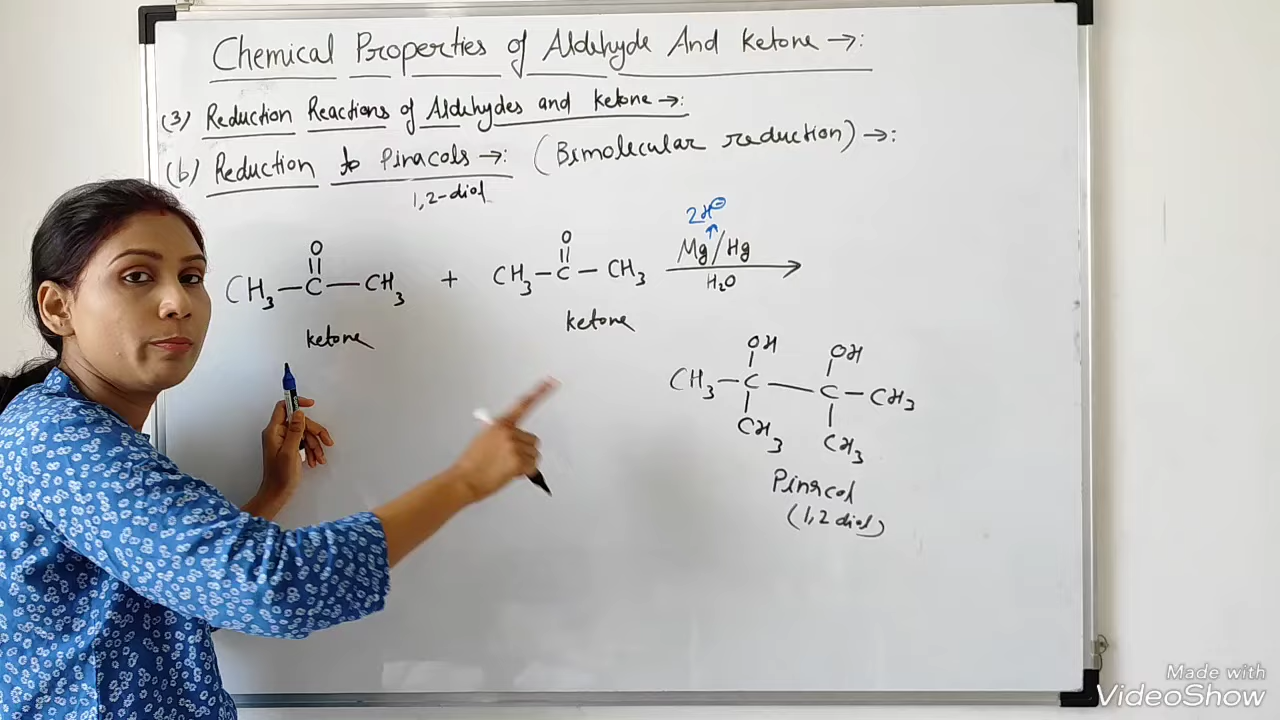 Chemical Properties of Aldehyde And Ketone →:
(3) Reduction Reactions of Aldehydes and Ketone →:
(b) Reduction to Pinacols →: (Bimolecular reduction) →:
1,2-diol
2H⊖
↑
O O Mg/Hg
CH3 — C — CH3 + CH3 — C — CH3 →
H2O
ketone ketone
OH OH
CH3 — C — C — CH3
CH3 CH3
Pinacol
(1,2 diol)
Made with
VideoShow